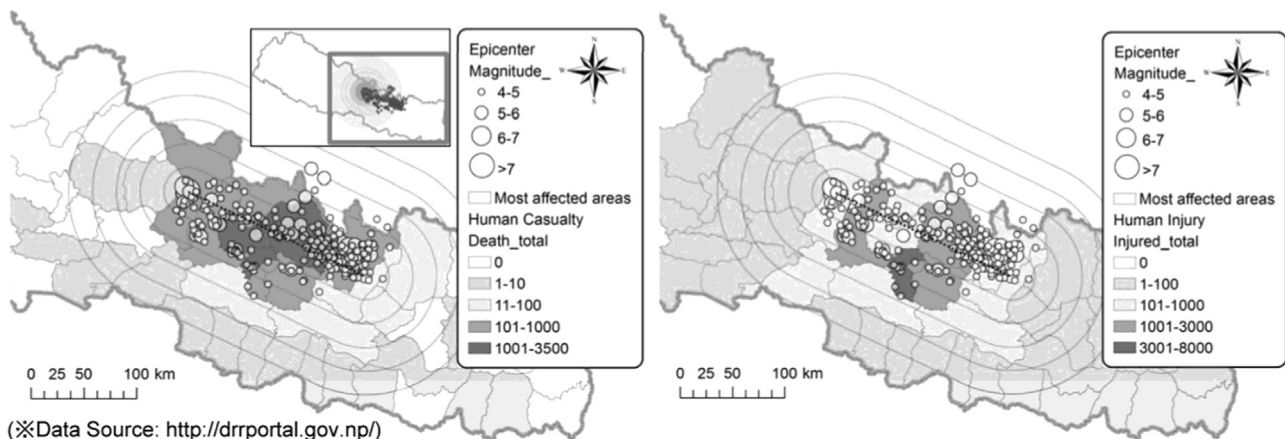 Epicenter
Magnitude_
4-5
5-6
6-7
>7
Most affected areas
Human Casualty
Death_total
0
1-10
11-100
101-1000
1001-3500
N
W
E
S
0 25 50 100 km
(※Data Source: http://drrportal.gov.np/)
Epicenter
Magnitude_
4-5
5-6
6-7
>7
Most affected areas
Human Injury
Injured_total
0
1-100
101-1000
1001-3000
3001-8000
N
W
E
S
0 25 50 100 km